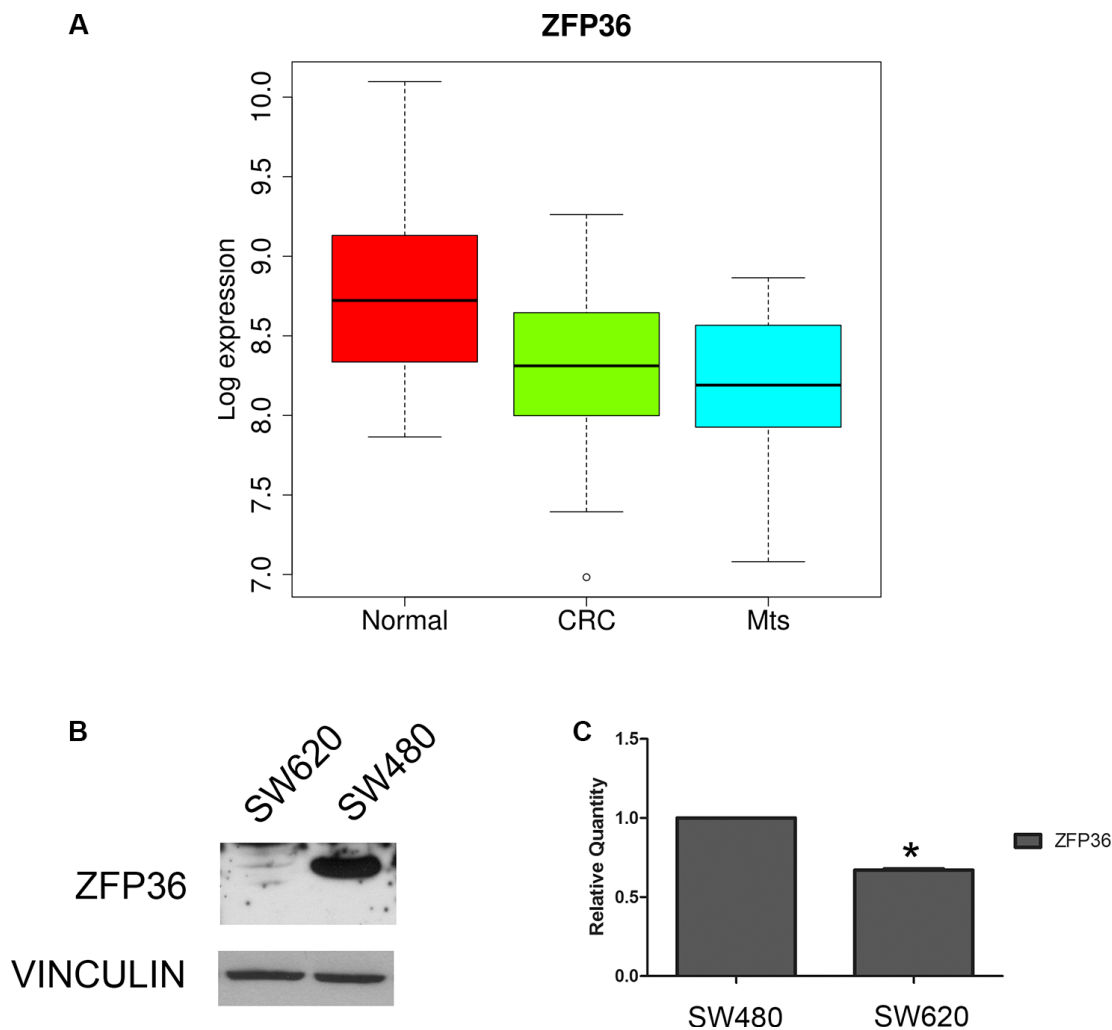 A
ZFP36
Log expression
10.0
9.5
9.0
8.5
8.0
7.5
7.0
Normal CRC Mts
B
SW620 SW480
ZFP36
VINCULIN
C
Relative Quantity
1.5
1.0
0.5
0.0
*
SW480 SW620
ZFP36